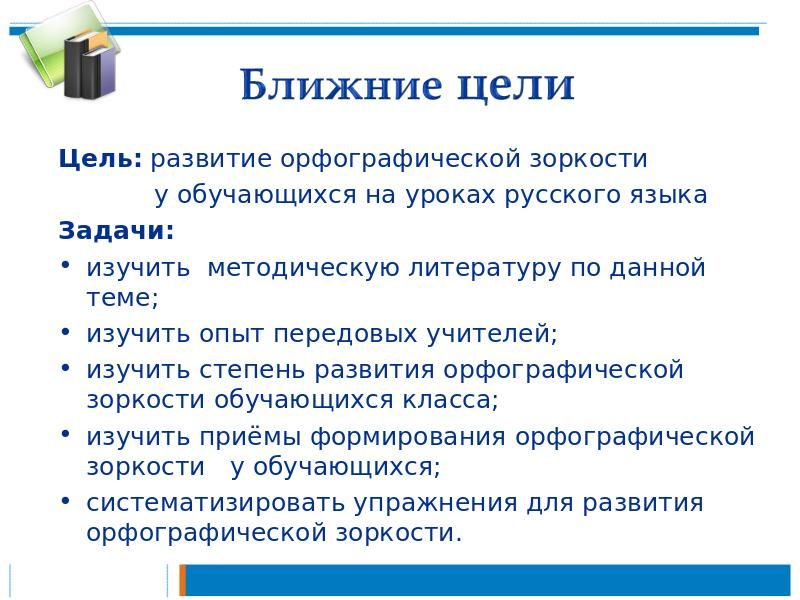 Ближние цели
Цель: развитие орфографической зоркости
у обучающихся на уроках русского языка
Задачи:
• изучить методическую литературу по данной
теме;
• изучить опыт передовых учителей;
• изучить степень развития орфографической
зоркости обучающихся класса;
• изучить приёмы формирования орфографической
зоркости у обучающихся;
• систематизировать упражнения для развития
орфографической зоркости.